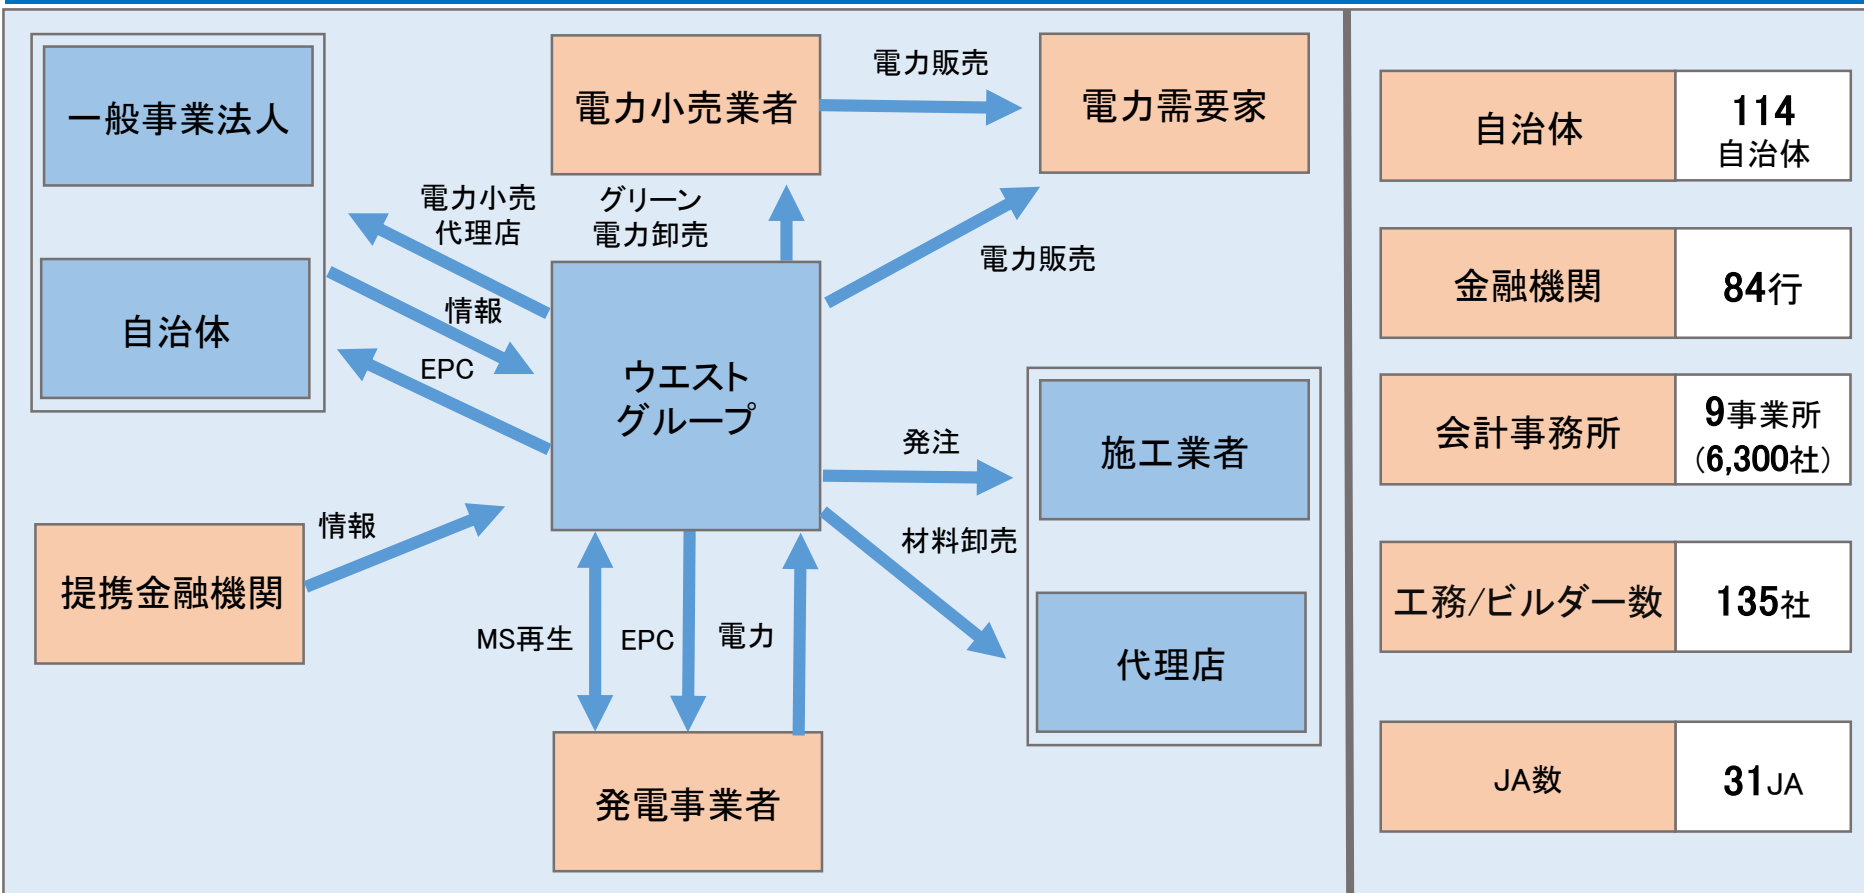 一般事業法人
自治体
電力小売業者
電力販売
電力需要家
電力小売
代理店
グリーン
電力卸売
電力販売
情報
EPC
ウエスト
グループ
発注
施工業者
材料卸売
代理店
情報
提携金融機関
MS再生
EPC
電力
発電事業者
自治体
114
自治体
金融機関
84行
会計事務所
9事業所
(6,300社)
工務/ビルダー数
135社
JA数
31JA